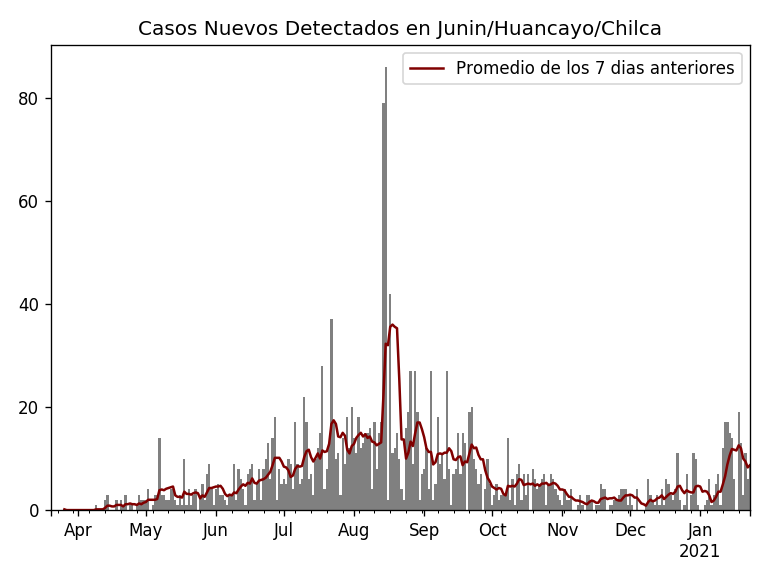 Casos Nuevos Detectados en Junin/Huancayo/Chilca
Promedio de los 7 dias anteriores
80
60
40
20
0
Apr May Jun Jul Aug Sep Oct Nov Dec Jan
2021